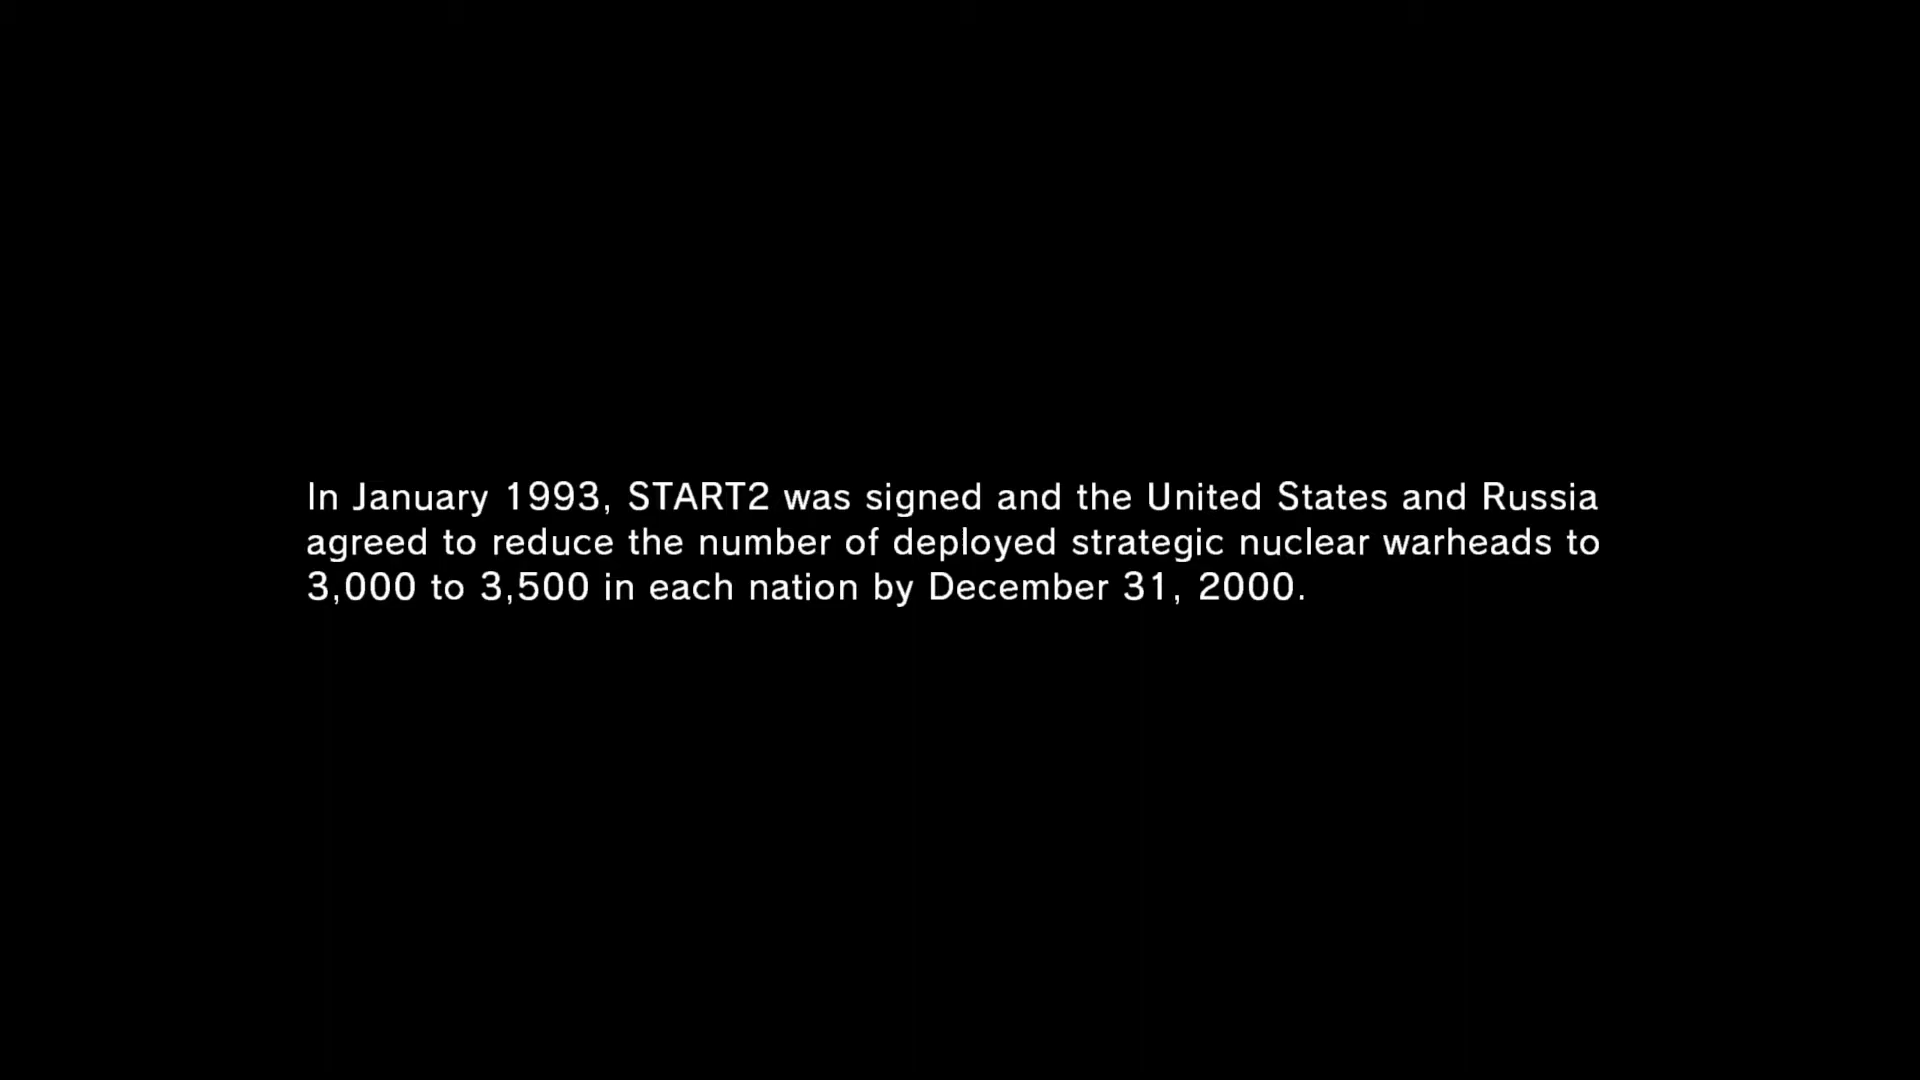 In January 1993, START2 was signed and the United States and Russia
agreed to reduce the number of deployed strategic nuclear warheads to
3,000 to 3,500 in each nation by December 31, 2000.